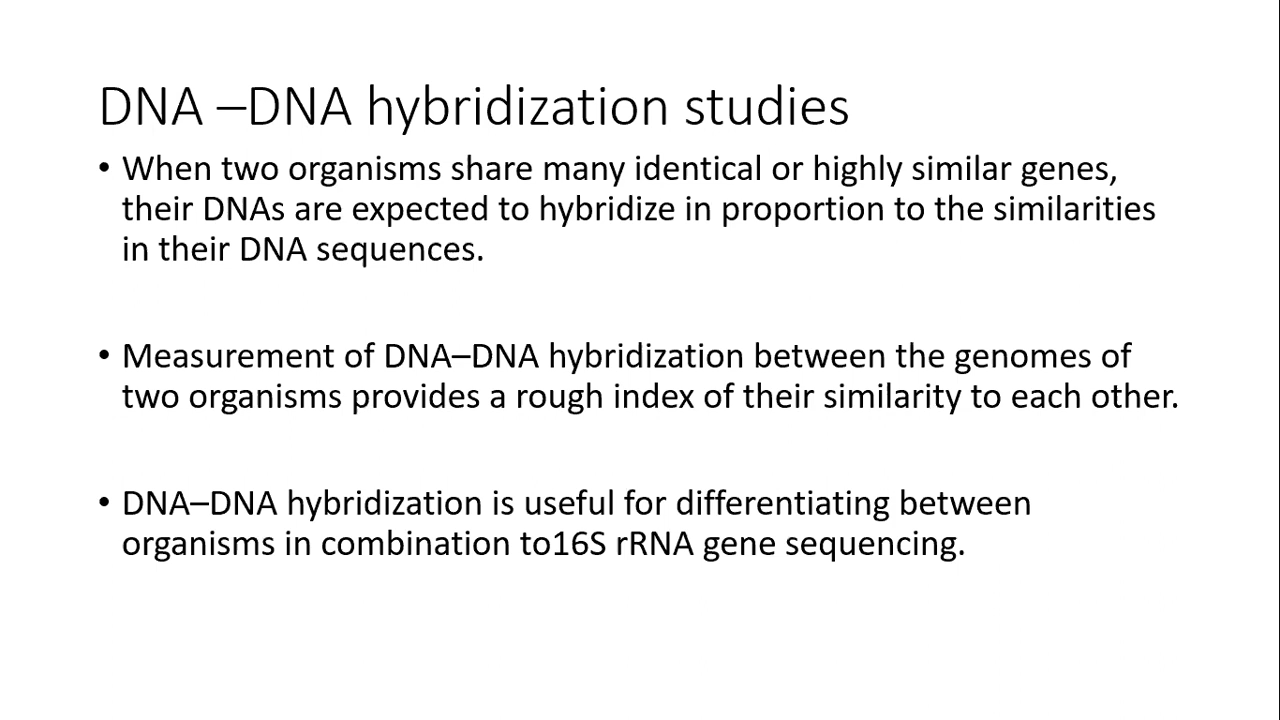 DNA –DNA hybridization studies
• When two organisms share many identical or highly similar genes,
their DNAs are expected to hybridize in proportion to the similarities
in their DNA sequences.
• Measurement of DNA–DNA hybridization between the genomes of
two organisms provides a rough index of their similarity to each other.
• DNA–DNA hybridization is useful for differentiating between
organisms in combination to16S rRNA gene sequencing.